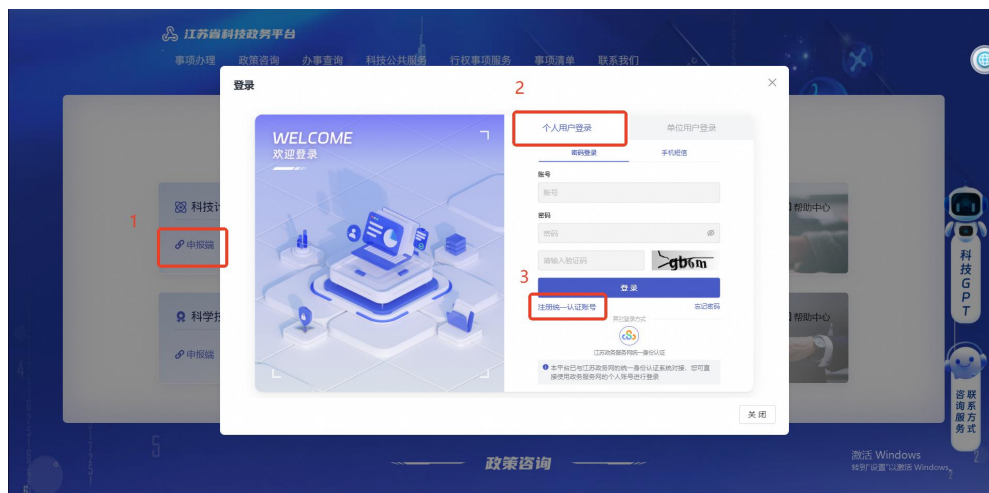 江苏省科技政务平台
事项办理 政策咨询 办事查询 科技公共服务 行权事项服务 事项清单 联系我们
登录
2
个人用户登录 单位用户登录
WELCOME
欢迎登录
密码登录 手机短信
账号
账号
密码
密码
请输入验证码 gb6m
登 录
3
注册统一认证账号 忘记密码
其它登录方式
江苏政务服务网统一身份认证
本平台已与江苏政务网的统一身份认证系统对接，您可直
接使用政务服务网的个人账号进行登录
关 闭
1
科技计
申报端
科学技
申报端
帮助中心
帮助中心
科技GPT
联系方式
咨询服务
政策咨询
激活 Windows
转到"设置"以激活 Windows。